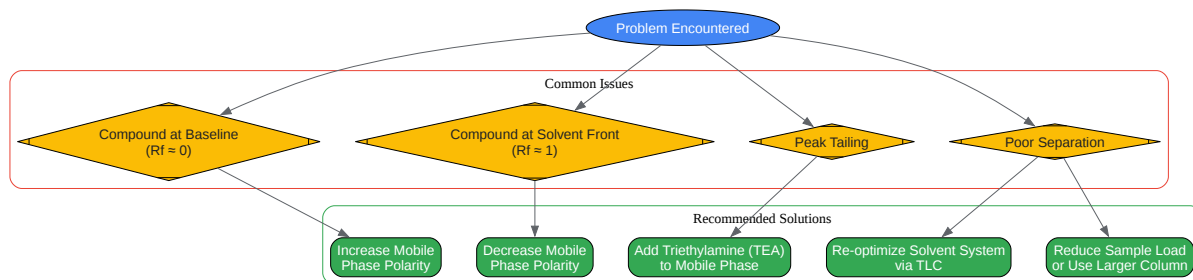 Problem Encountered
Common Issues
Compound at Baseline
(Rf ≈ 0)
Compound at Solvent Front
(Rf ≈ 1)
Peak Tailing
Poor Separation
Recommended Solutions
Increase Mobile
Phase Polarity
Decrease Mobile
Phase Polarity
Add Triethylamine (TEA)
to Mobile Phase
Re-optimize Solvent System
via TLC
Reduce Sample Load
or Use Larger Column